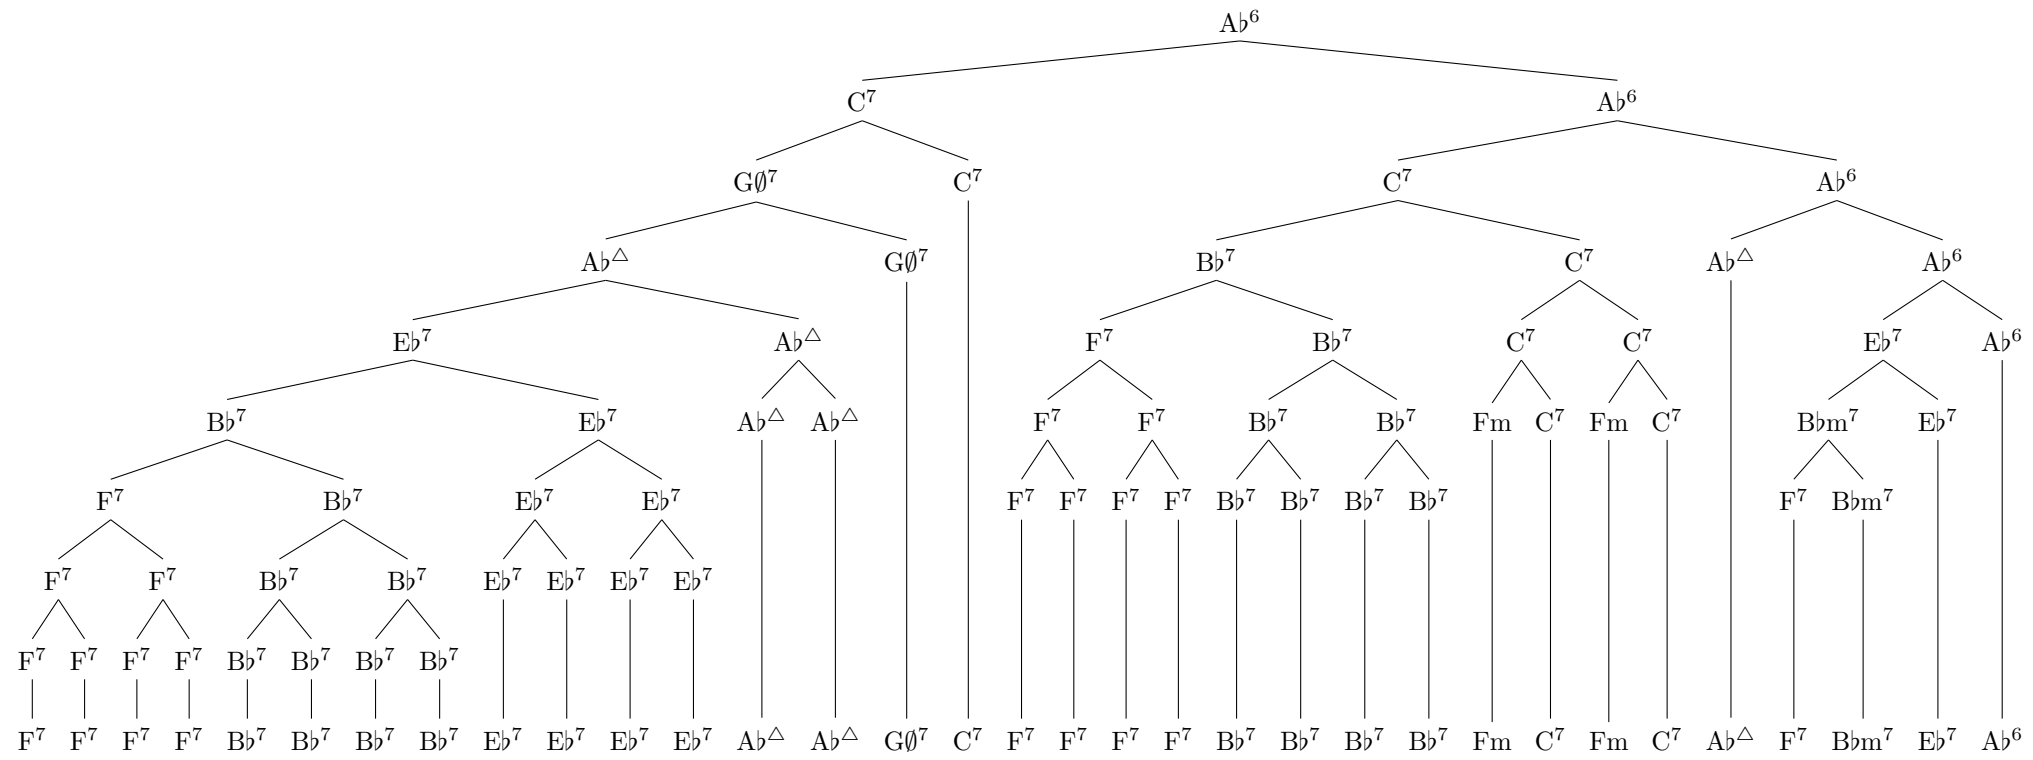 A♭⁶
C⁷ A♭⁶
G∅⁷ C⁷ C⁷ A♭⁶
A♭△ G∅⁷ B♭⁷ C⁷ A♭△ A♭⁶
E♭⁷ A♭△ F⁷ B♭⁷ C⁷ C⁷ E♭⁷ A♭⁶
B♭⁷ E♭⁷ A♭△ A♭△ F⁷ F⁷ B♭⁷ B♭⁷ Fm C⁷ Fm C⁷ B♭m⁷ E♭⁷
F⁷ B♭⁷ E♭⁷ E♭⁷ F⁷ F⁷ F⁷ F⁷ B♭⁷ B♭⁷ B♭⁷ B♭⁷ F⁷ B♭m⁷
F⁷ F⁷ B♭⁷ B♭⁷ E♭⁷ E♭⁷ E♭⁷ E♭⁷
F⁷ F⁷ F⁷ F⁷ B♭⁷ B♭⁷ B♭⁷ B♭⁷
F⁷ F⁷ F⁷ F⁷ B♭⁷ B♭⁷ B♭⁷ B♭⁷ E♭⁷ E♭⁷ E♭⁷ E♭⁷ A♭△ A♭△ G∅⁷ C⁷ F⁷ F⁷ F⁷ F⁷ B♭⁷ B♭⁷ B♭⁷ B♭⁷ Fm C⁷ Fm C⁷ A♭△ F⁷ B♭m⁷ E♭⁷ A♭⁶